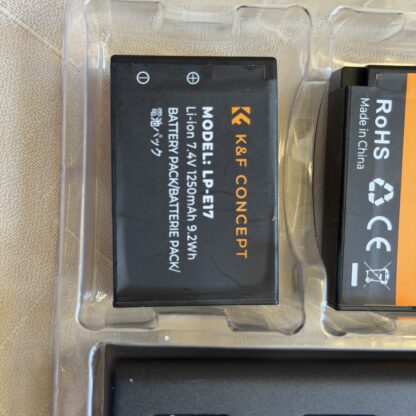 K&F CONCEPT
MODEL: LP-E17
Li-ion 7.4V 1250mAh 9.2Wh
BATTERY PACK/BATTERIE PACK/
電池パック
RoHS
Made in China
CE